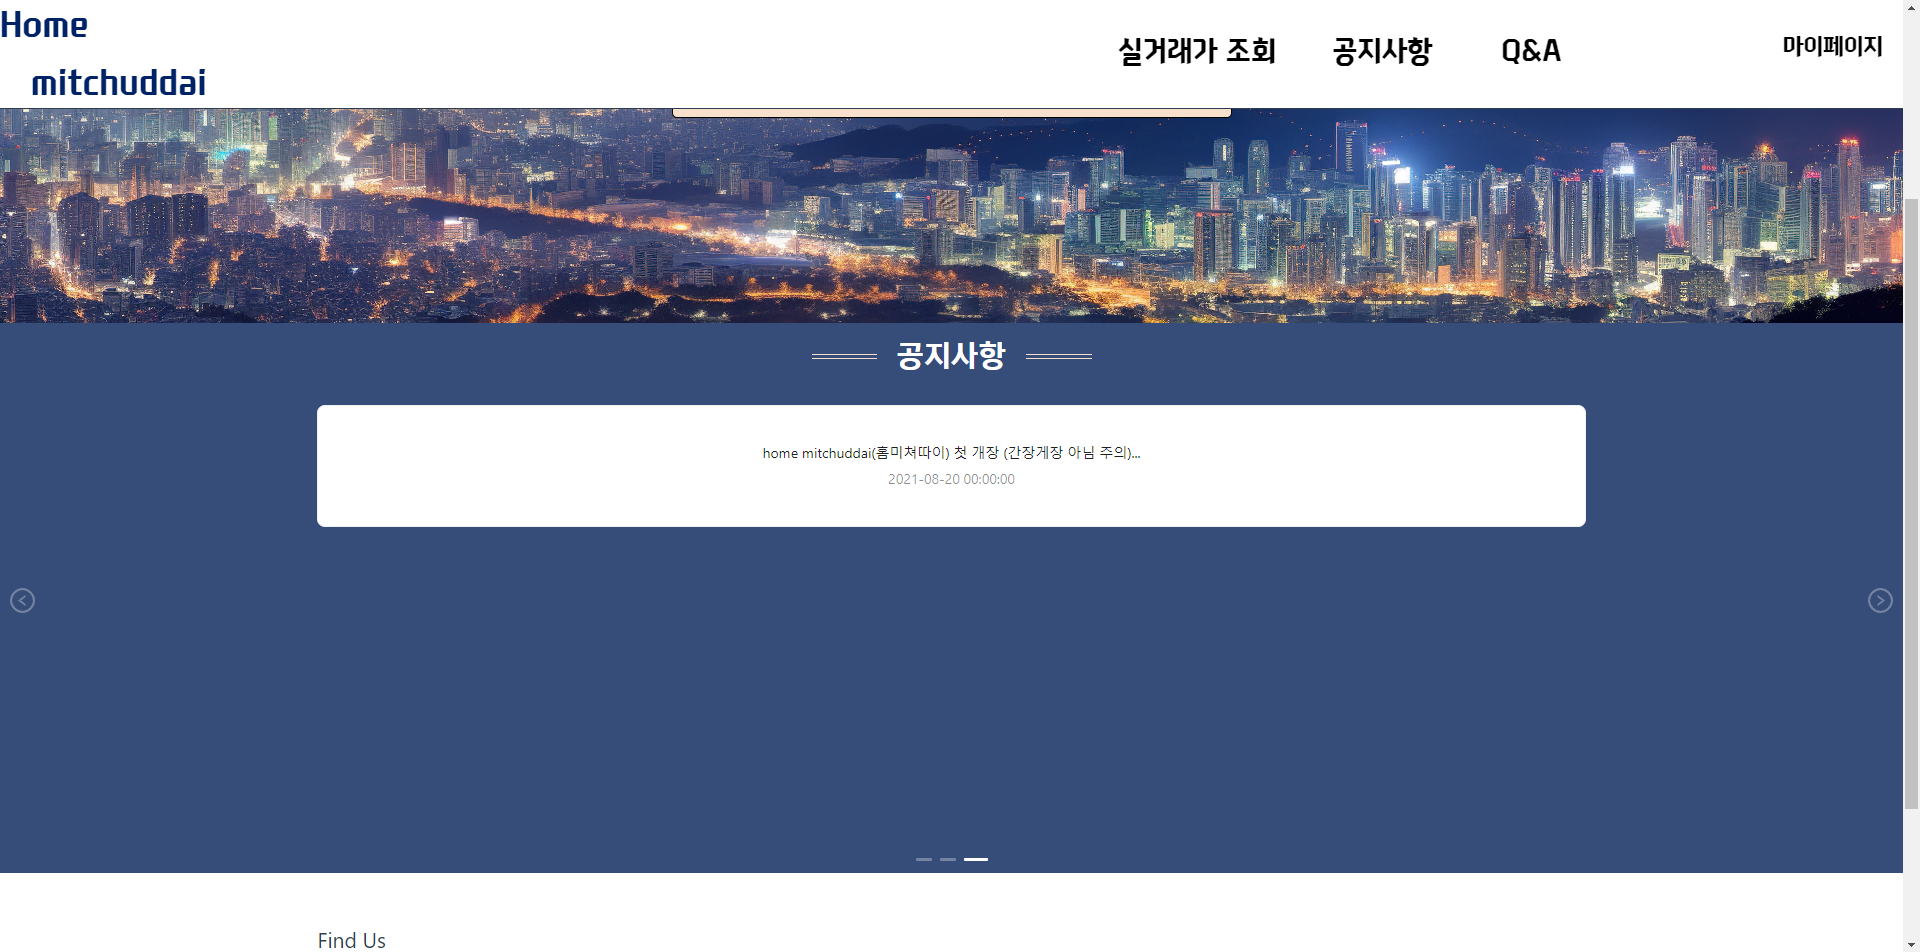 Home
mitchuddai
실거래가 조회
공지사항
Q&A
마이페이지
공지사항
home mitchuddai(홈미쳐따이) 첫 개장 (간장게장 아님 주의)...
2021-08-20 00:00:00
Find Us